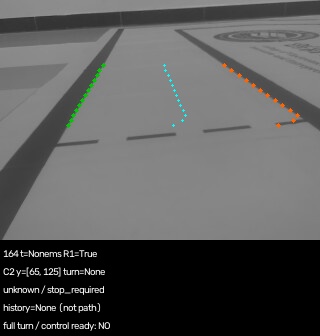 164 t=Nonems R1=True
C2 y=[65, 125] turn=None
unknown / stop_required
history=None (not path)
full turn / control ready: NO